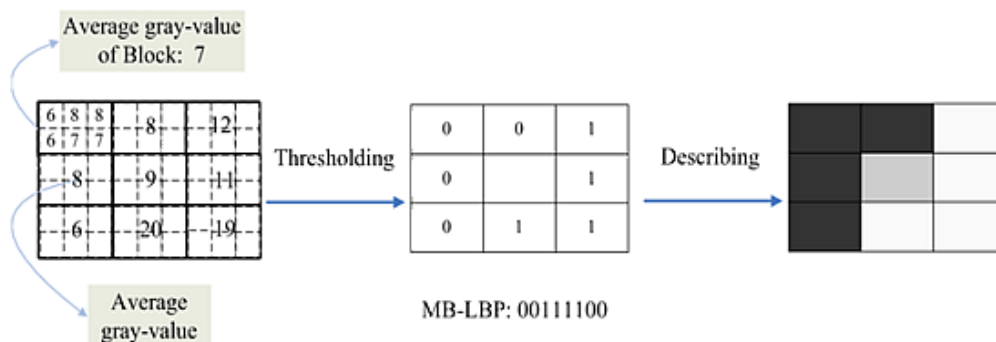 Average gray-value
of Block: 7
6 8 8
6 7 7
8
12
8
9
11
6
20
19
Thresholding
0 0 1
0 1
0 1 1
Describing
MB-LBP: 00111100
Average
gray-value